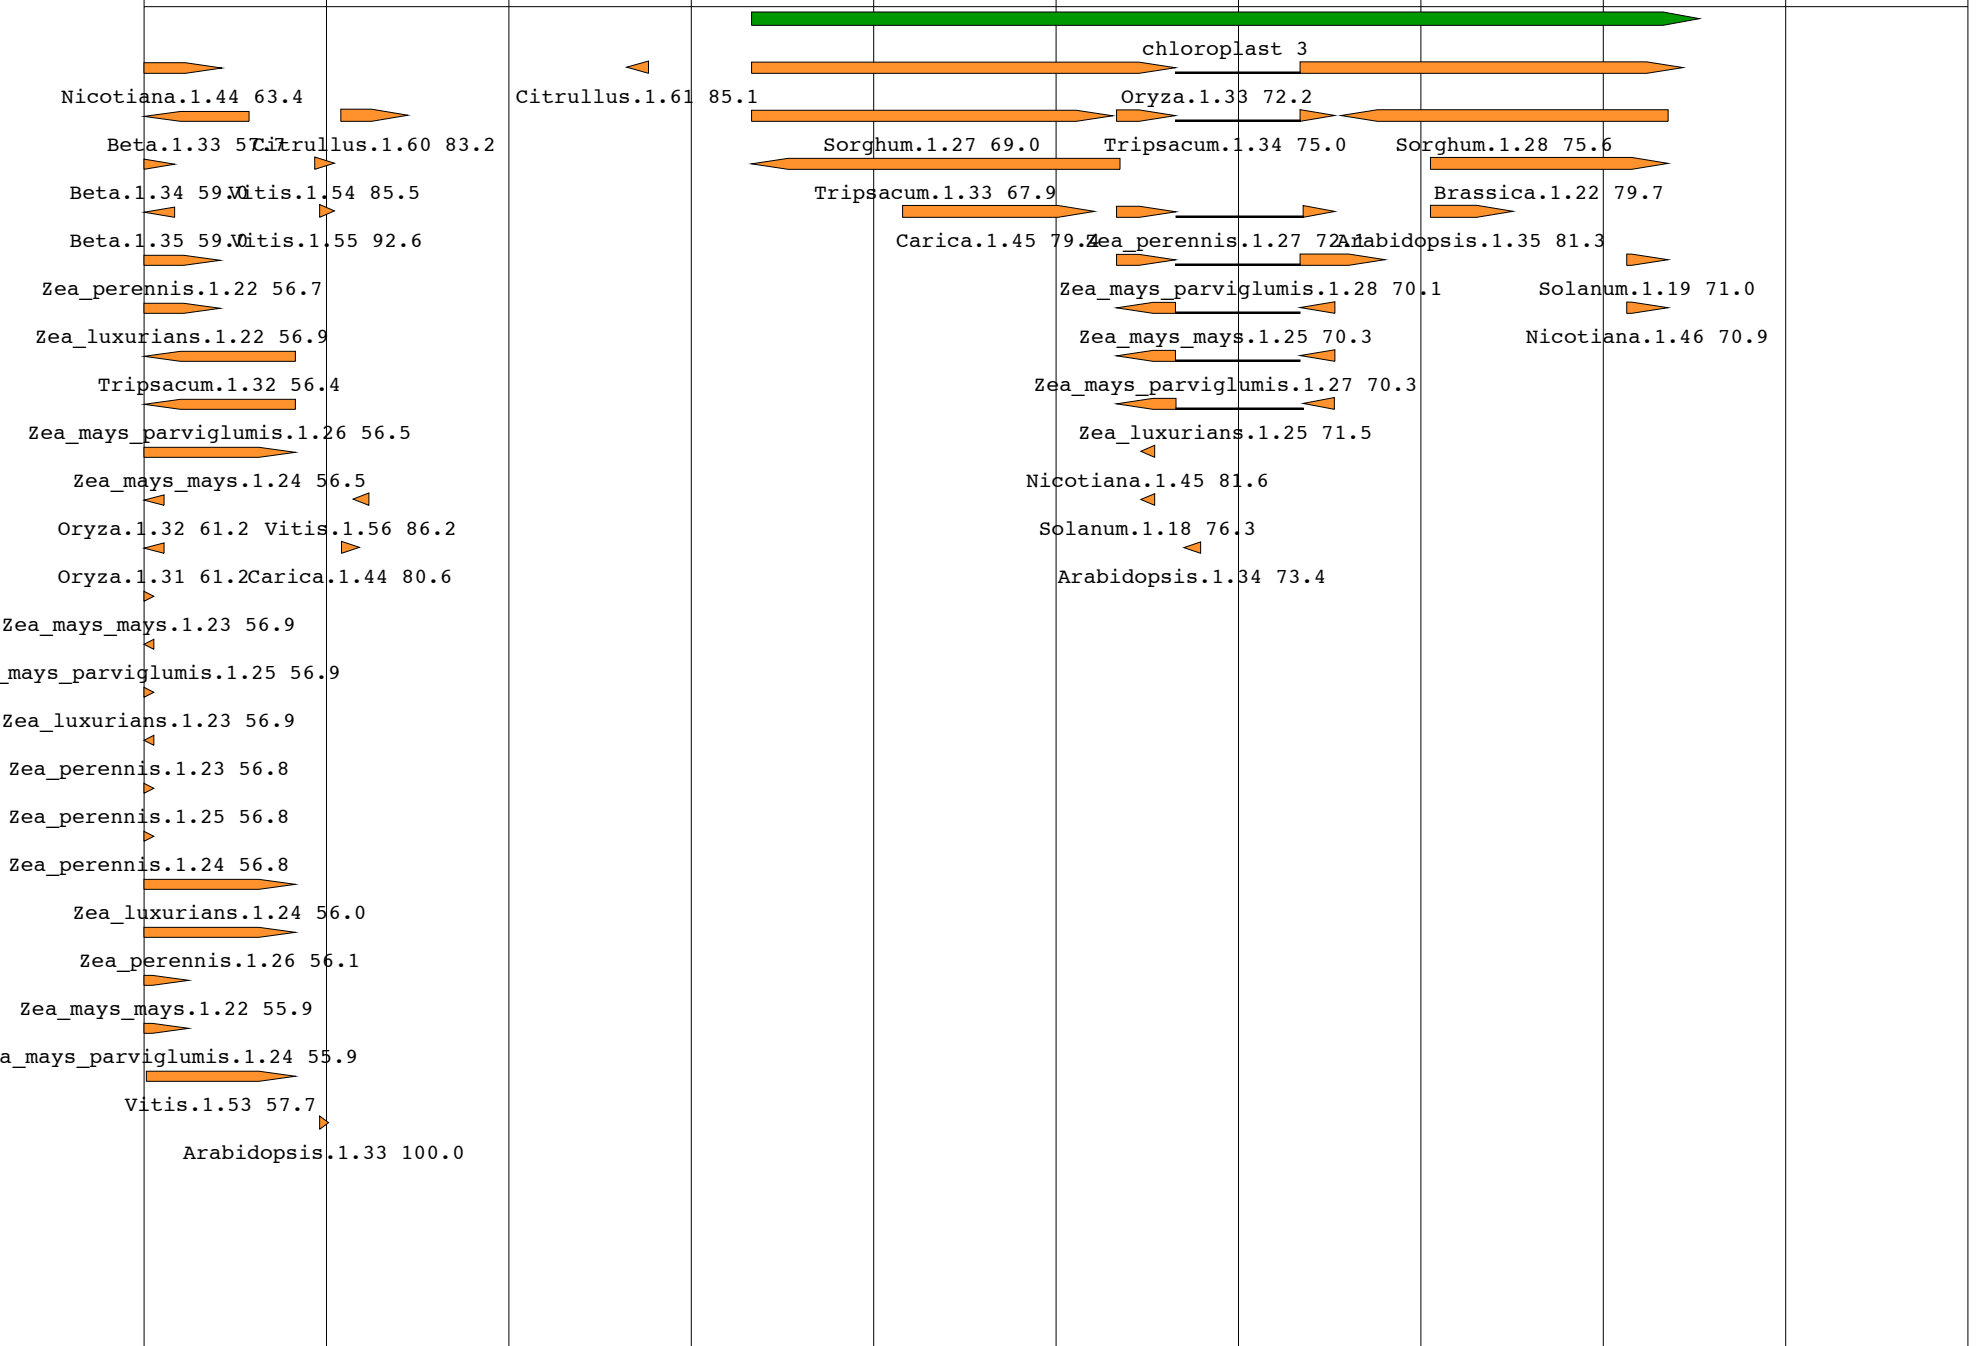 chloroplast 3
Nicotiana.1.44 63.4 Citrullus.1.61 85.1 Oryza.1.33 72.2
Beta.1.33 57.7 Citrullus.1.60 83.2 Sorghum.1.27 69.0 Tripsacum.1.34 75.0 Sorghum.1.28 75.6
Beta.1.34 59.0 Vitis.1.54 85.5 Tripsacum.1.33 67.9 Brassica.1.22 79.7
Beta.1.35 59.0 Vitis.1.55 92.6 Carica.1.45 79.4 Zea_perennis.1.27 72.1 Arabidopsis.1.35 81.3
Zea_perennis.1.22 56.7 Zea_mays_parviglumis.1.28 70.1 Solanum.1.19 71.0
Zea_luxurians.1.22 56.9 Zea_mays_mays.1.25 70.3 Nicotiana.1.46 70.9
Tripsacum.1.32 56.4 Zea_mays_parviglumis.1.27 70.3
Zea_mays_parviglumis.1.26 56.5 Zea_luxurians.1.25 71.5
Zea_mays_mays.1.24 56.5 Nicotiana.1.45 81.6
Oryza.1.32 61.2 Vitis.1.56 86.2 Solanum.1.18 76.3
Oryza.1.31 61.2 Carica.1.44 80.6 Arabidopsis.1.34 73.4
Zea_mays_mays.1.23 56.9
_mays_parviglumis.1.25 56.9
Zea_luxurians.1.23 56.9
Zea_perennis.1.23 56.8
Zea_perennis.1.25 56.8
Zea_perennis.1.24 56.8
Zea_luxurians.1.24 56.0
Zea_perennis.1.26 56.1
Zea_mays_mays.1.22 55.9
a_mays_parviglumis.1.24 55.9
Vitis.1.53 57.7
Arabidopsis.1.33 100.0